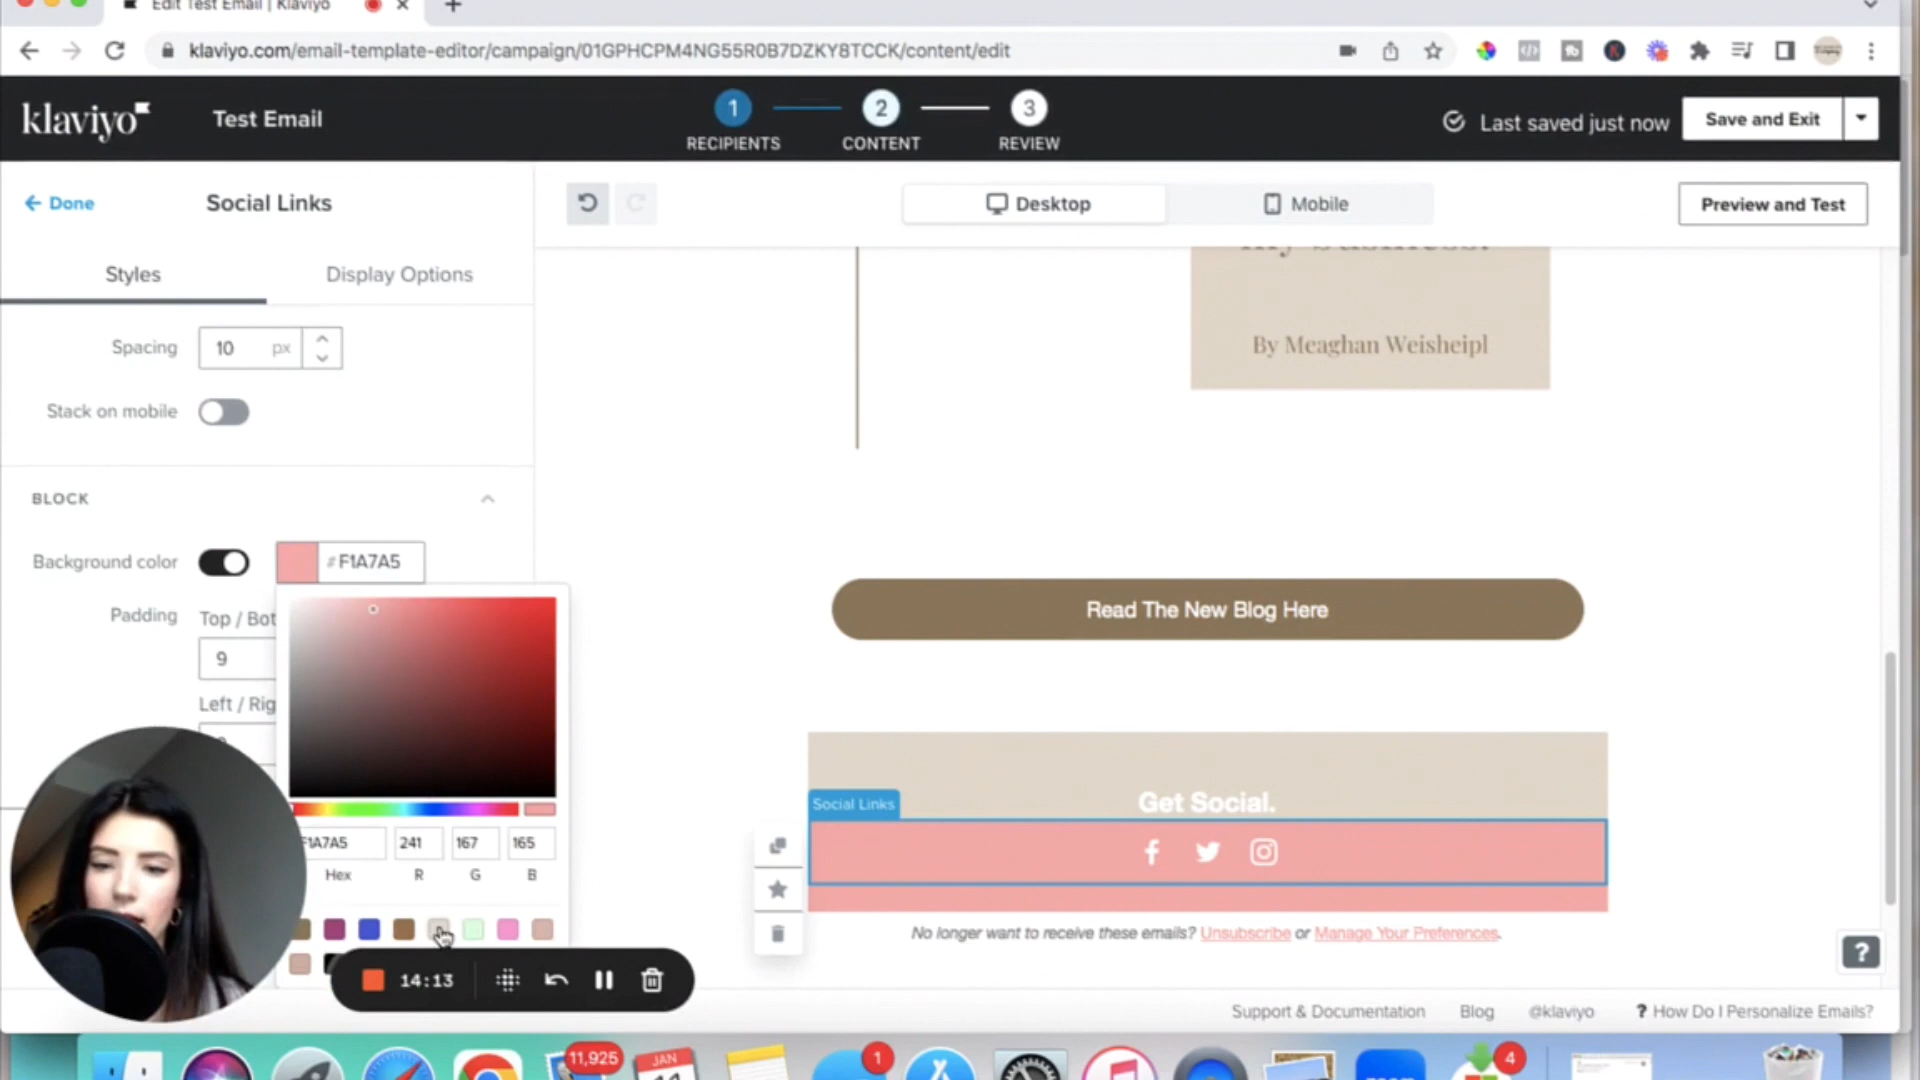 Edit Test Email | Klaviyo
klaviyo.com/email-template-editor/campaign/01GPHCPM4NG55R0B7DZKY8TCCK/content/edit
klaviyo
Test Email
1
2
3
RECIPIENTS
CONTENT
REVIEW
Last saved just now
Save and Exit
Done
Social Links
Desktop
Mobile
Preview and Test
Styles
Display Options
Spacing
10
px
Stack on mobile
By Meaghan Weisheipl
BLOCK
Background color
# F1A7A5
Padding
Top / Bot
9
Left / Rig
Read The New Blog Here
Get Social.
Social Links
F1A7A5
241
167
165
Hex
R
G
B
No longer want to receive these emails? Unsubscribe or Manage Your Preferences.
14:13
?
Support & Documentation
Blog
@klaviyo
? How Do I Personalize Emails?
11,925
JAN
1
4